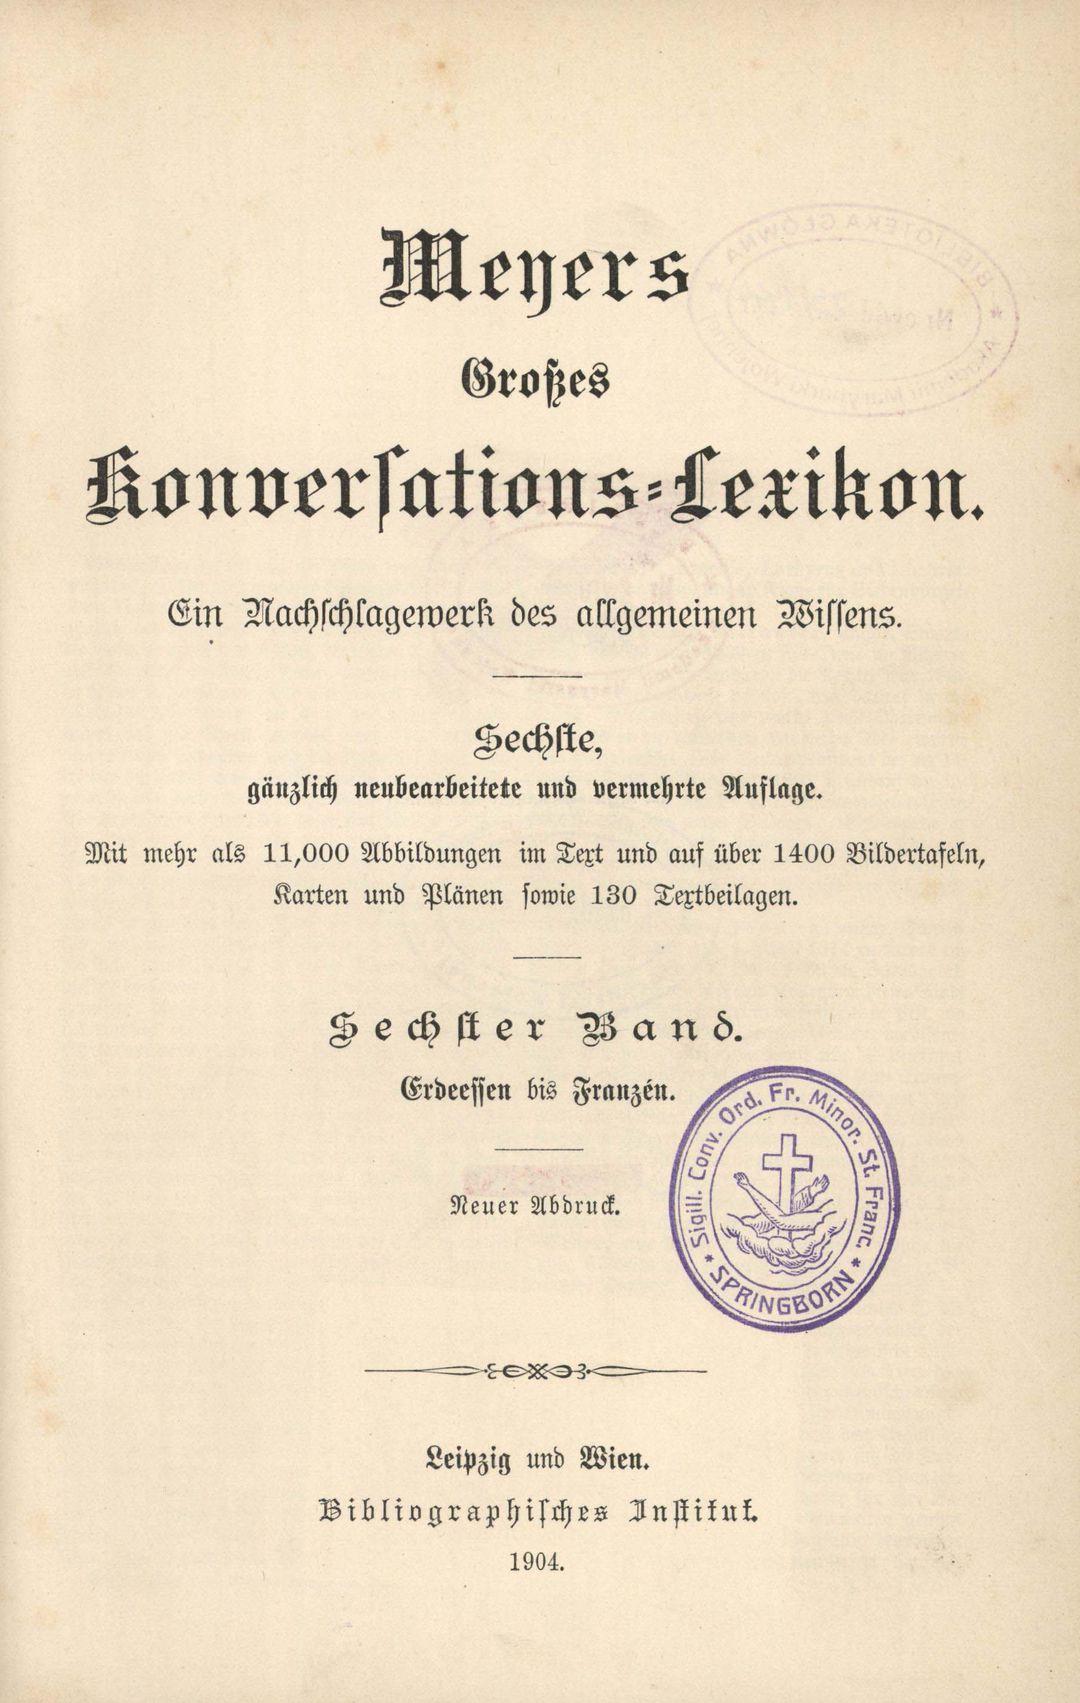 Meyers
Großes
Konversations-Lexikon.
Ein Nachschlagewerk des allgemeinen Wissens.
Sechste,
gänzlich neubearbeitete und vermehrte Auflage.
Mit mehr als 11,000 Abbildungen im Text und auf über 1400 Bildertafeln,
Karten und Plänen sowie 130 Textbeilagen.
Sechster Band.
Erdeessen bis Franzén.
Neuer Abdruck.
Sigill. Conv. Ord. Fr. Minor. St. Franc.
* SPRINGBORN *
Leipzig und Wien.
Bibliographisches Institut.
1904.
BIBLIOTEKA GŁÓWNA